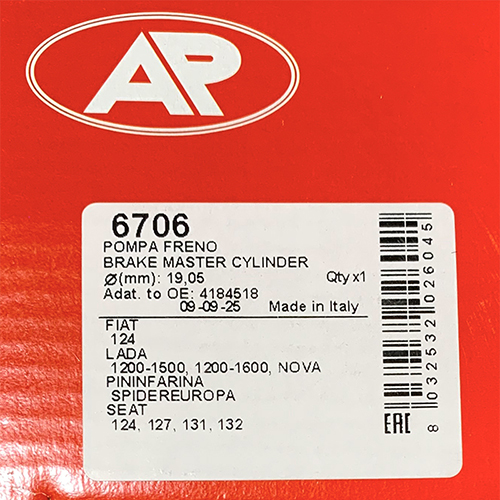 AP
6706
POMPA FRENO
BRAKE MASTER CYLINDER
Ø(mm): 19,05 Qty x1
Adat. to OE: 4184518
09-09-25 Made in Italy
FIAT
124
LADA
1200-1500, 1200-1600, NOVA
PININFARINA
SPIDEREUROPA
SEAT
124, 127, 131, 132
8 032532 026045
EAC